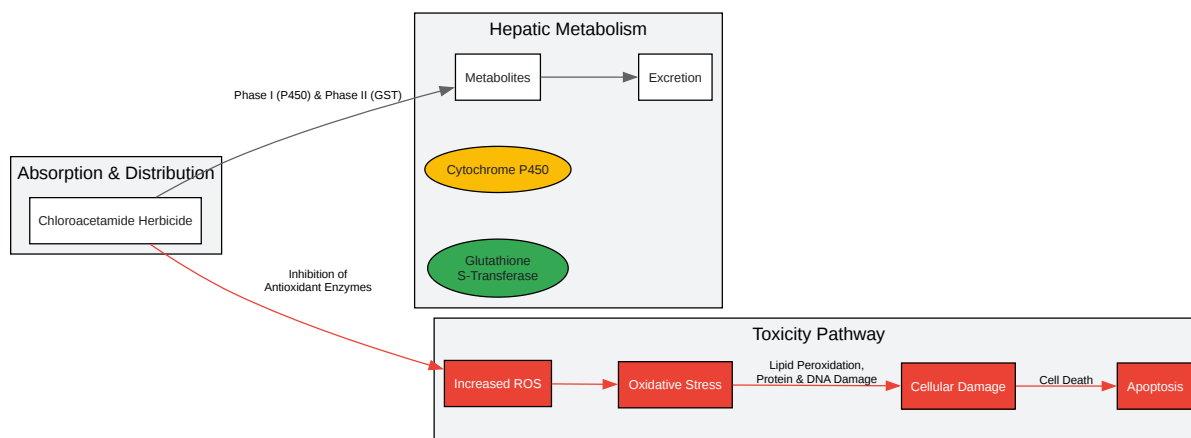 Hepatic Metabolism
Metabolites
Excretion
Phase I (P450) & Phase II (GST)
Cytochrome P450
Absorption & Distribution
Chloroacetamide Herbicide
Glutathione
S-Transferase
Inhibition of
Antioxidant Enzymes
Toxicity Pathway
Increased ROS
Oxidative Stress
Lipid Peroxidation,
Protein & DNA Damage
Cellular Damage
Cell Death
Apoptosis